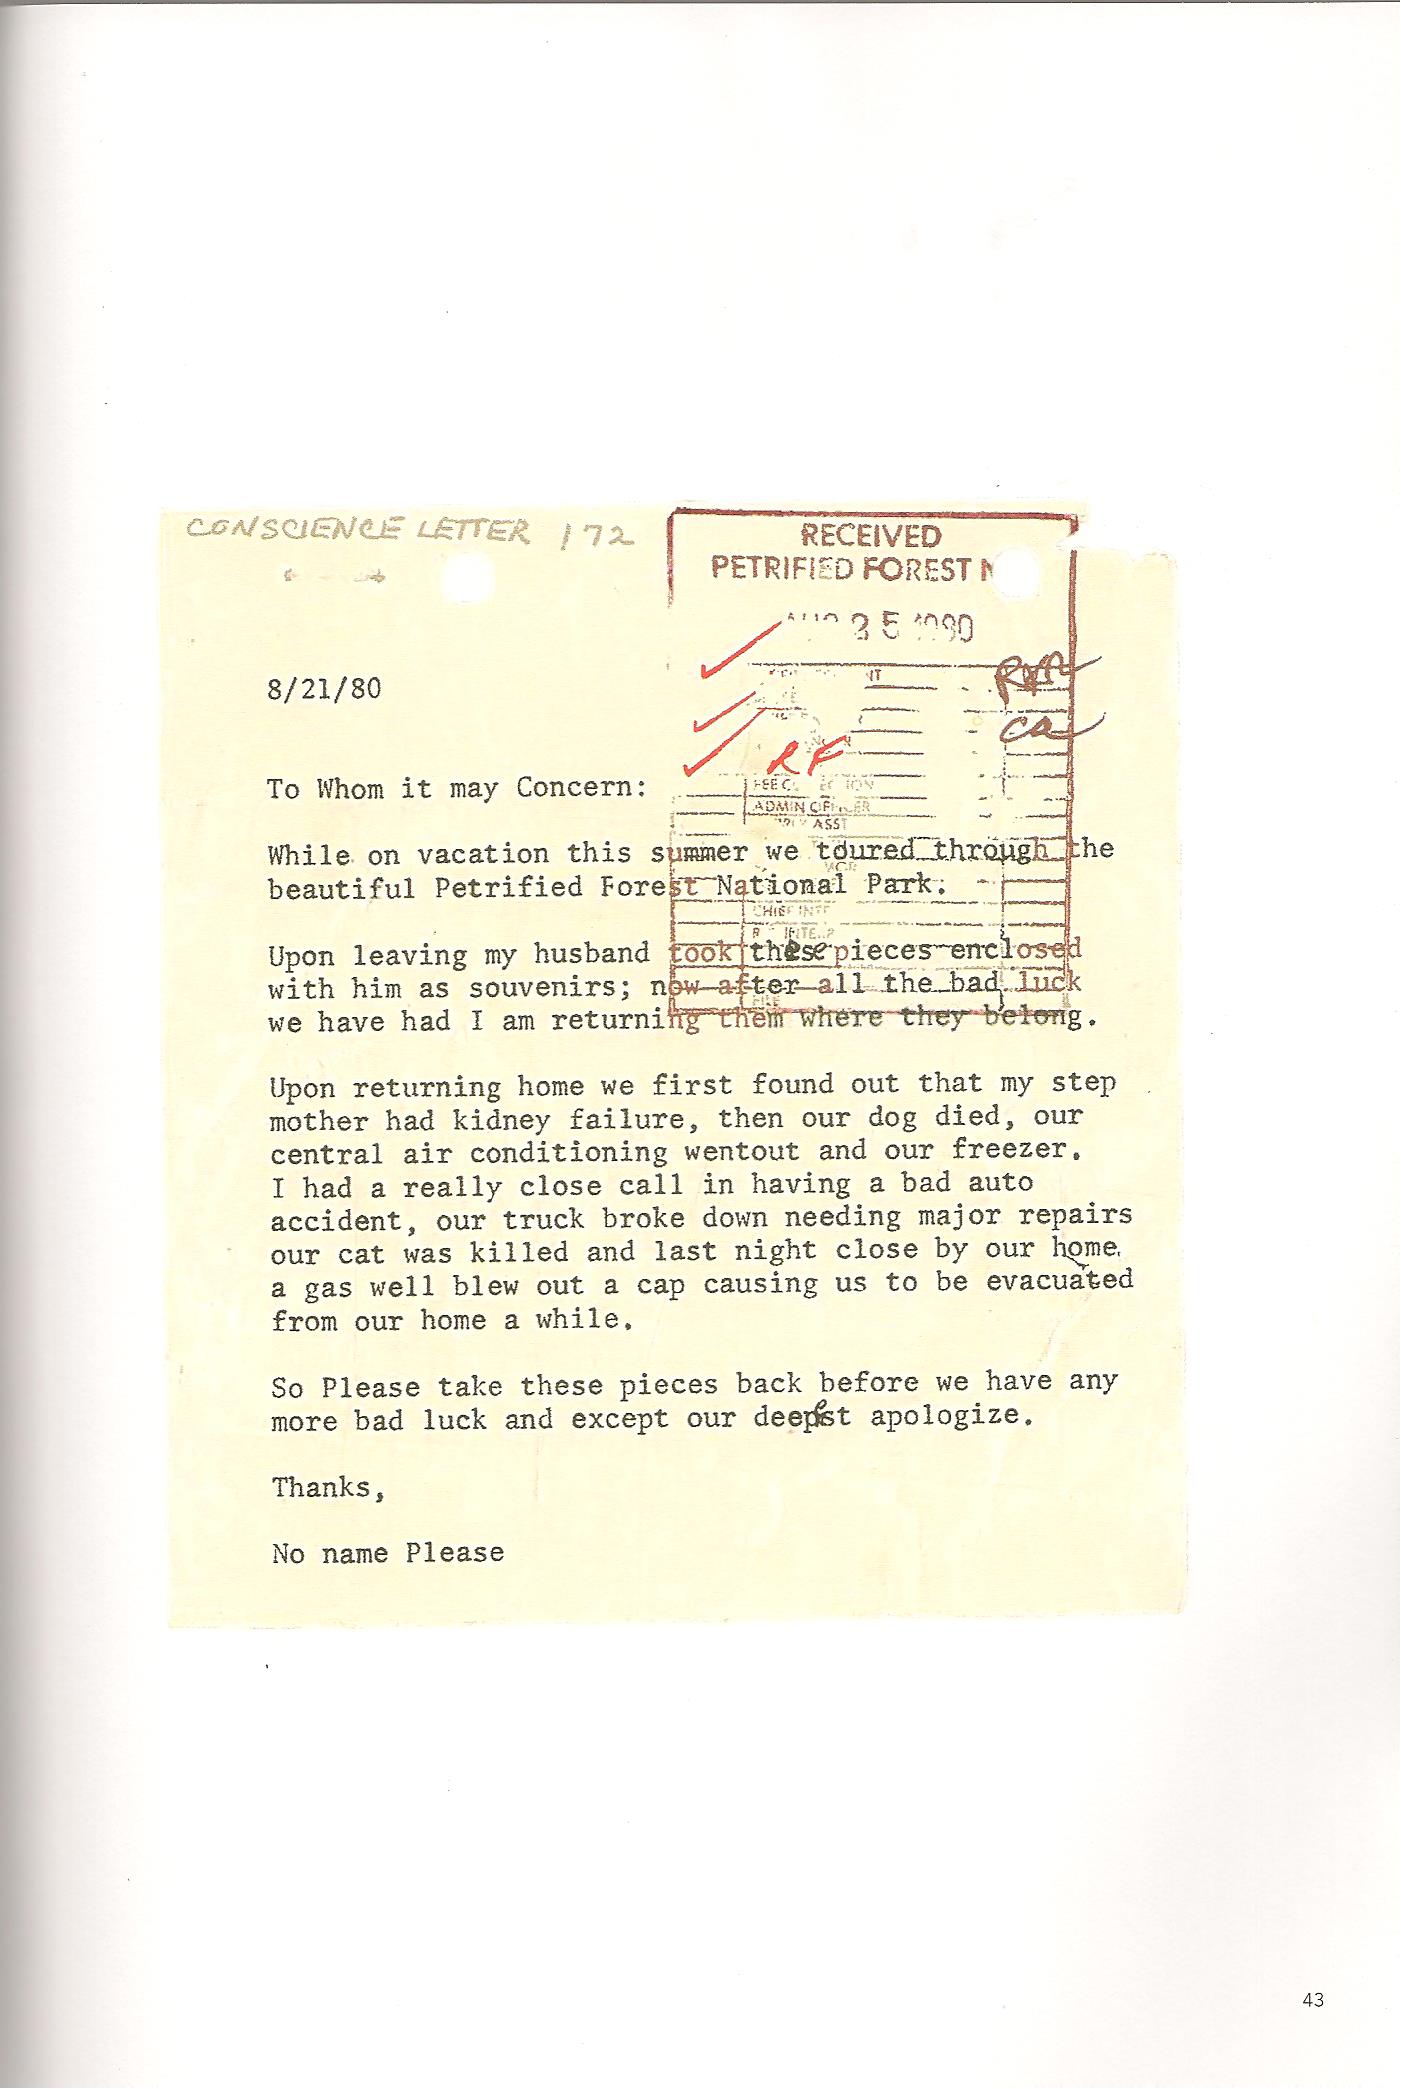 CONSCIENCE LETTER 172
RECEIVED
PETRIFIED FOREST N
25 1980
8/21/80
RF
CA
To Whom it may Concern:
ADMIN OFFICER
ASST
While on vacation this summer we toured through the
beautiful Petrified Forest National Park.
CHIEF
Upon leaving my husband took these pieces enclosed
with him as souvenirs; now after all the bad luck
FILE
we have had I am returning them where they belong.
Upon returning home we first found out that my step
mother had kidney failure, then our dog died, our
central air conditioning wentout and our freezer.
I had a really close call in having a bad auto
accident, our truck broke down needing major repairs
our cat was killed and last night close by our home
a gas well blew out a cap causing us to be evacuated
from our home a while.
So Please take these pieces back before we have any
more bad luck and except our deepest apologize.
Thanks,
No name Please
43